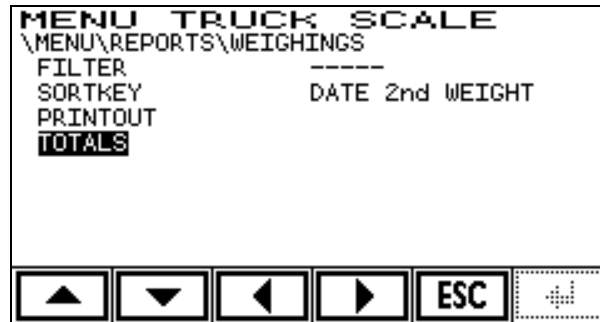 MENU TRUCK SCALE
\MENU\REPORTS\WEIGHINGS
FILTER -----
SORTKEY DATE 2nd WEIGHT
PRINTOUT
TOTALS
ESC